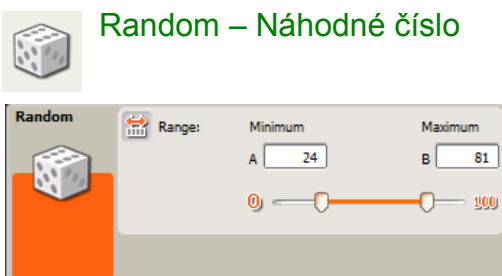 Random – Náhodné číslo
Random
Range: Minimum Maximum
A 24 B 81
0 100